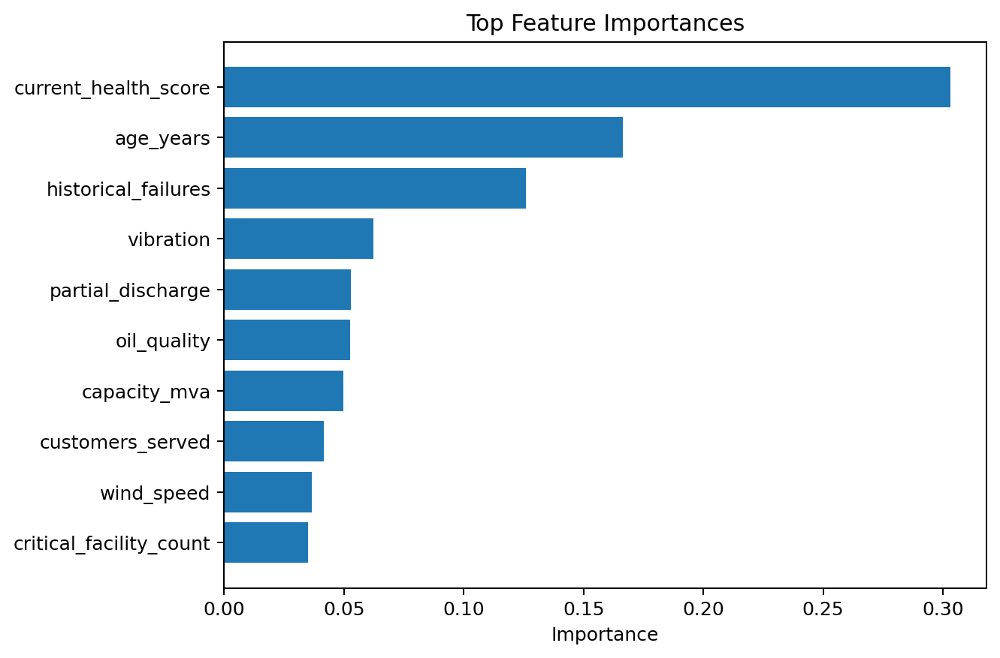 Top Feature Importances
current_health_score
age_years
historical_failures
vibration
partial_discharge
oil_quality
capacity_mva
customers_served
wind_speed
critical_facility_count
0.00 0.05 0.10 0.15 0.20 0.25 0.30
Importance